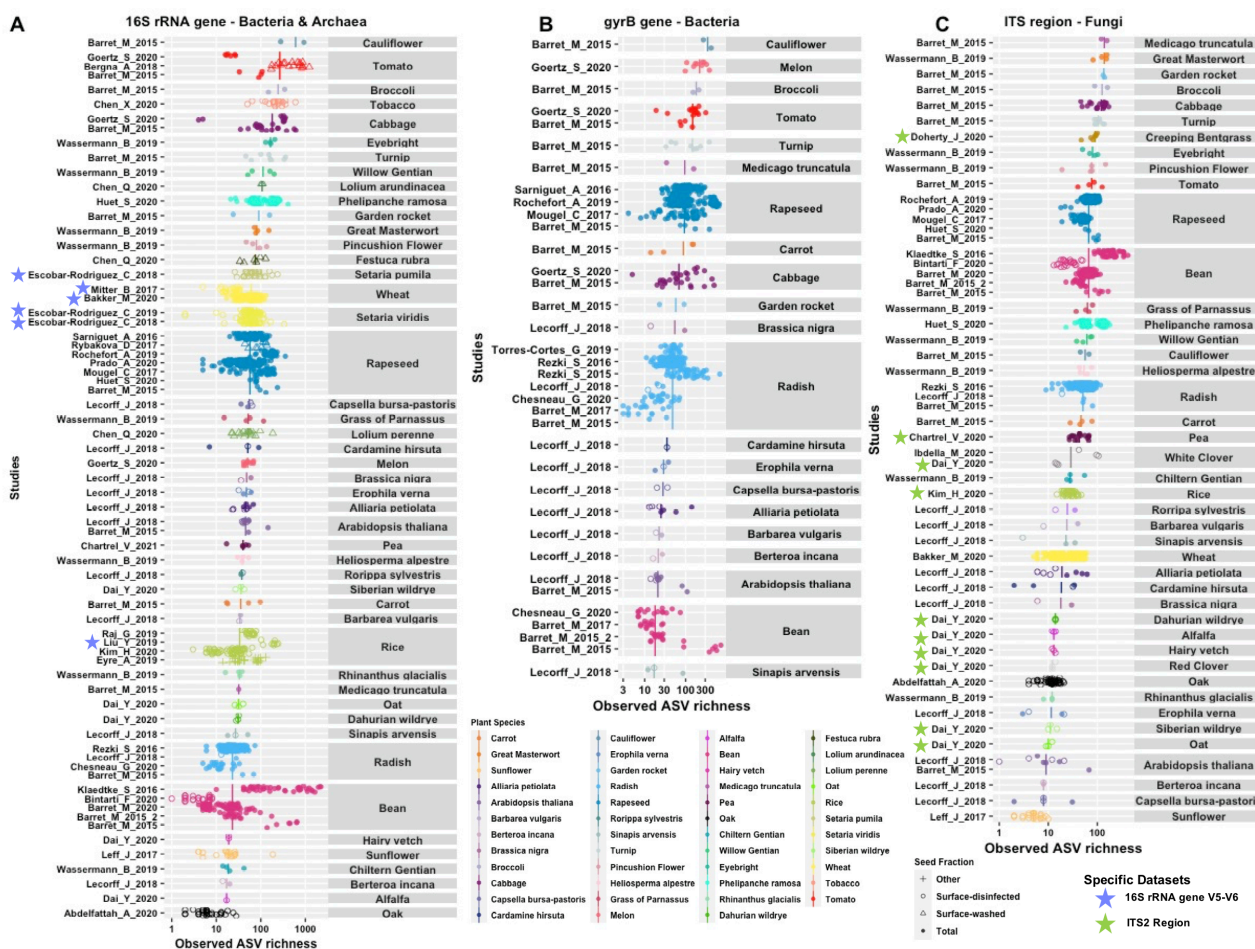 A
16S rRNA gene - Bacteria & Archaea
Studies
Barret_M_2015
Cauliflower
Goertz_S_2020
Bergna_A_2018
Barret_M_2015
Tomato
Barret_M_2015
Broccoli
Chen_X_2020
Tobacco
Goertz_S_2020
Barret_M_2015
Cabbage
Wassermann_B_2019
Eyebright
Barret_M_2015
Turnip
Wassermann_B_2019
Willow Gentian
Chen_Q_2020
Lolium arundinacea
Huet_S_2020
Phelipanche ramosa
Barret_M_2015
Garden rocket
Wassermann_B_2019
Great Masterwort
Wassermann_B_2019
Pincushion Flower
Chen_Q_2020
Festuca rubra
Escobar-Rodriguez_C_2018
Setaria pumila
Mitter_B_2017
Bakker_M_2020
Wheat
Escobar-Rodriguez_C_2019
Escobar-Rodriguez_C_2018
Setaria viridis
Sarniguet_A_2016
Rybakova_D_2017
Rochefort_A_2019
Prado_A_2020
Mougel_C_2017
Huet_S_2020
Barret_M_2015
Rapeseed
Lecorff_J_2018
Capsella bursa-pastoris
Wassermann_B_2019
Grass of Parnassus
Chen_Q_2020
Lolium perenne
Lecorff_J_2018
Cardamine hirsuta
Goertz_S_2020
Melon
Lecorff_J_2018
Brassica nigra
Lecorff_J_2018
Erophila verna
Lecorff_J_2018
Alliaria petiolata
Lecorff_J_2018
Barret_M_2015
Arabidopsis thaliana
Chartrel_V_2021
Pea
Wassermann_B_2019
Heliosperma alpestre
Lecorff_J_2018
Rorippa sylvestris
Dai_Y_2020
Siberian wildrye
Barret_M_2015
Carrot
Lecorff_J_2018
Barbarea vulgaris
Raj_G_2019
Liu_Y_2019
Kim_H_2020
Eyre_A_2019
Rice
Wassermann_B_2019
Rhinanthus glacialis
Barret_M_2015
Medicago truncatula
Dai_Y_2020
Oat
Dai_Y_2020
Dahurian wildrye
Lecorff_J_2018
Sinapis arvensis
Rezki_S_2016
Lecorff_J_2018
Chesneau_G_2020
Barret_M_2015
Radish
Klaedtke_S_2016
Bintarti_F_2020
Barret_M_2020
Barret_M_2015_2
Barret_M_2015
Bean
Dai_Y_2020
Hairy vetch
Leff_J_2017
Sunflower
Wassermann_B_2019
Chiltern Gentian
Lecorff_J_2018
Berteroa incana
Dai_Y_2020
Alfalfa
Abdelfattah_A_2020
Oak
1 10 100 1000
Observed ASV richness
B
gyrB gene - Bacteria
Studies
Barret_M_2015
Cauliflower
Goertz_S_2020
Melon
Barret_M_2015
Broccoli
Goertz_S_2020
Barret_M_2015
Tomato
Barret_M_2015
Turnip
Barret_M_2015
Medicago truncatula
Sarniguet_A_2016
Rochefort_A_2019
Mougel_C_2017
Barret_M_2015
Rapeseed
Barret_M_2015
Carrot
Goertz_S_2020
Barret_M_2015
Cabbage
Barret_M_2015
Garden rocket
Lecorff_J_2018
Brassica nigra
Torres-Cortes_G_2019
Rezki_S_2016
Rezki_S_2015
Lecorff_J_2018
Chesneau_G_2020
Barret_M_2017
Barret_M_2015
Radish
Lecorff_J_2018
Cardamine hirsuta
Lecorff_J_2018
Erophila verna
Lecorff_J_2018
Capsella bursa-pastoris
Lecorff_J_2018
Alliaria petiolata
Lecorff_J_2018
Barbarea vulgaris
Lecorff_J_2018
Berteroa incana
Lecorff_J_2018
Barret_M_2015
Arabidopsis thaliana
Chesneau_G_2020
Barret_M_2017
Barret_M_2015_2
Barret_M_2015
Bean
Lecorff_J_2018
Sinapis arvensis
3 10 30 100 300
Observed ASV richness
C
ITS region - Fungi
Studies
Barret_M_2015
Medicago truncatula
Wassermann_B_2019
Great Masterwort
Barret_M_2015
Garden rocket
Barret_M_2015
Broccoli
Barret_M_2015
Cabbage
Barret_M_2015
Turnip
Doherty_J_2020
Creeping Bentgrass
Wassermann_B_2019
Eyebright
Wassermann_B_2019
Pincushion Flower
Barret_M_2015
Tomato
Rochefort_A_2019
Prado_A_2020
Mougel_C_2017
Huet_S_2020
Barret_M_2015
Rapeseed
Klaedtke_S_2016
Bintarti_F_2020
Barret_M_2020
Barret_M_2015_2
Barret_M_2015
Bean
Wassermann_B_2019
Grass of Parnassus
Huet_S_2020
Phelipanche ramosa
Wassermann_B_2019
Willow Gentian
Barret_M_2015
Cauliflower
Wassermann_B_2019
Heliosperma alpestre
Rezki_S_2016
Lecorff_J_2018
Barret_M_2015
Radish
Barret_M_2015
Carrot
Chartrel_V_2020
Pea
Ibdella_M_2020
Dai_Y_2020
White Clover
Wassermann_B_2019
Chiltern Gentian
Kim_H_2020
Rice
Lecorff_J_2018
Rorripa sylvestris
Lecorff_J_2018
Barbarea vulgaris
Lecorff_J_2018
Sinapis arvensis
Bakker_M_2020
Wheat
Lecorff_J_2018
Alliaria petiolata
Lecorff_J_2018
Cardamine hirsuta
Lecorff_J_2018
Brassica nigra
Dai_Y_2020
Dahurian wildrye
Dai_Y_2020
Alfalfa
Dai_Y_2020
Hairy vetch
Dai_Y_2020
Red Clover
Abdelfattah_A_2020
Oak
Wassermann_B_2019
Rhinanthus glacialis
Lecorff_J_2018
Erophila verna
Dai_Y_2020
Siberian wildrye
Dai_Y_2020
Oat
Lecorff_J_2018
Barret_M_2015
Arabidopsis thaliana
Lecorff_J_2018
Berteroa incana
Lecorff_J_2018
Capsella bursa-pastori
Leff_J_2017
Sunflower
1 10 100
Observed ASV richness
Plant Species
Carrot
Great Masterwort
Sunflower
Alliaria petiolata
Arabidopsis thaliana
Barbarea vulgaris
Berteroa incana
Brassica nigra
Broccoli
Cabbage
Capsella bursa-pastoris
Cardamine hirsuta
Cauliflower
Erophila verna
Garden rocket
Radish
Rapeseed
Rorippa sylvestris
Sinapis arvensis
Turnip
Pincushion Flower
Heliosperma alpestre
Grass of Parnassus
Melon
Alfalfa
Bean
Hairy vetch
Medicago truncatula
Pea
Oak
Chiltern Gentian
Willow Gentian
Eyebright
Phelipanche ramosa
Rhinanthus glacialis
Dahurian wildrye
Festuca rubra
Lolium arundinacea
Lolium perenne
Oat
Rice
Setaria pumila
Setaria viridis
Siberian wildrye
Wheat
Tobacco
Tomato
Seed Fraction
Other
Surface-disinfected
Surface-washed
Total
Specific Datasets
16S rRNA gene V5-V6
ITS2 Region